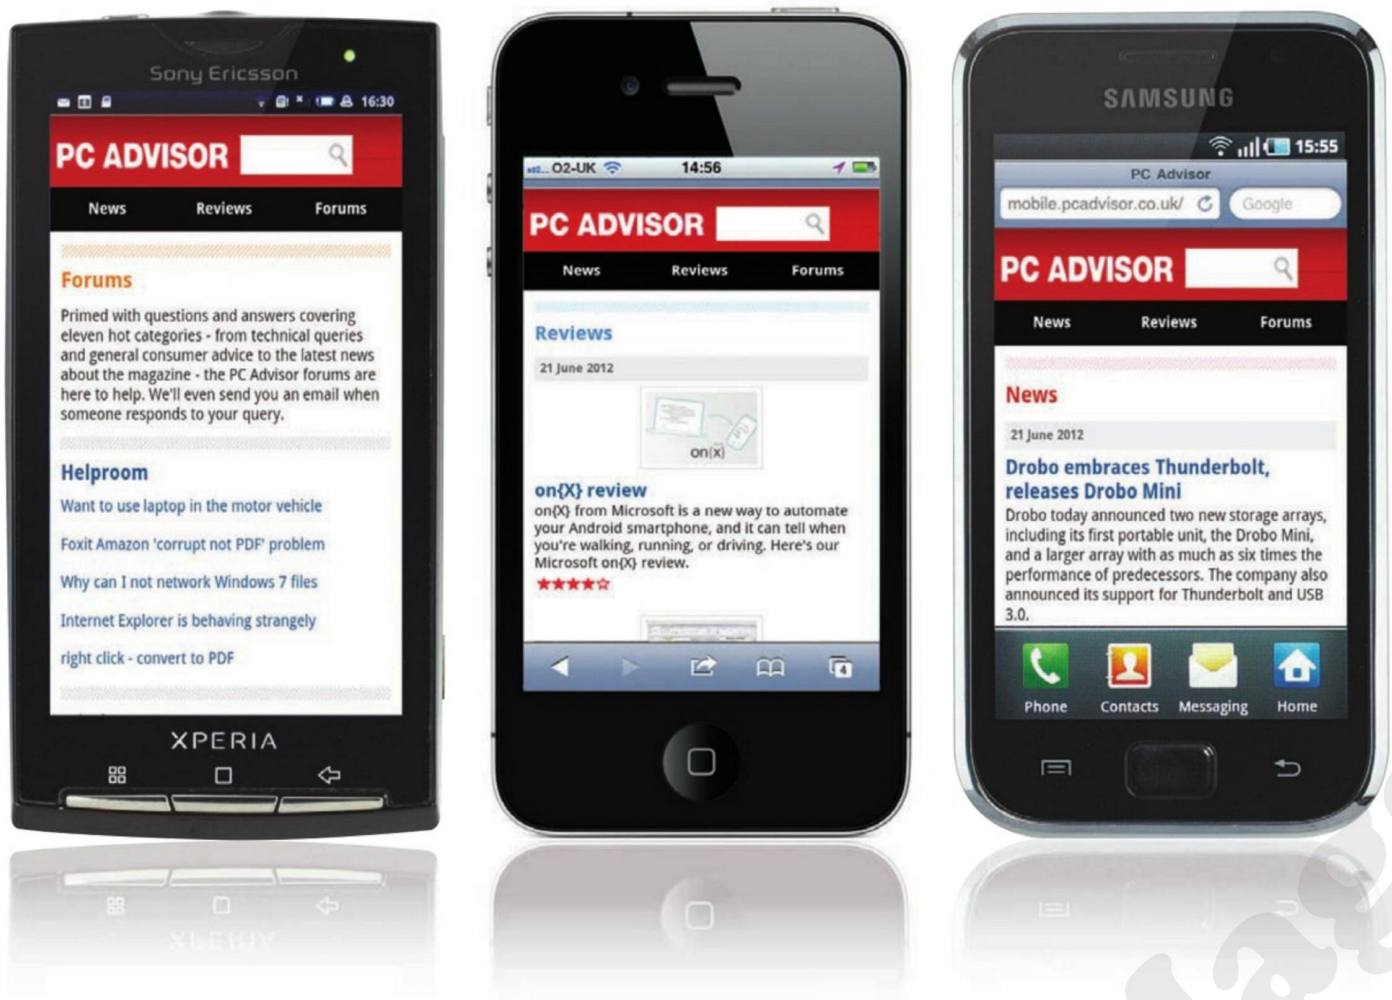 Sony Ericsson
16:30
PC ADVISOR
News Reviews Forums
Forums
Primed with questions and answers covering
eleven hot categories - from technical queries
and general consumer advice to the latest news
about the magazine - the PC Advisor forums are
here to help. We'll even send you an email when
someone responds to your query.
Helproom
Want to use laptop in the motor vehicle
Foxit Amazon 'corrupt not PDF' problem
Why can I not network Windows 7 files
Internet Explorer is behaving strangely
right click - convert to PDF
XPERIA
O2-UK 14:56
PC ADVISOR
News Reviews Forums
Reviews
21 June 2012
on{x}
on{X} review
on{X} from Microsoft is a new way to automate
your Android smartphone, and it can tell when
you're walking, running, or driving. Here's our
Microsoft on{X} review.
4
SAMSUNG
15:55
PC Advisor
mobile.pcadvisor.co.uk/ Google
PC ADVISOR
News Reviews Forums
News
21 June 2012
Drobo embraces Thunderbolt,
releases Drobo Mini
Drobo today announced two new storage arrays,
including its first portable unit, the Drobo Mini,
and a larger array with as much as six times the
performance of predecessors. The company also
announced its support for Thunderbolt and USB
3.0.
Phone Contacts Messaging Home